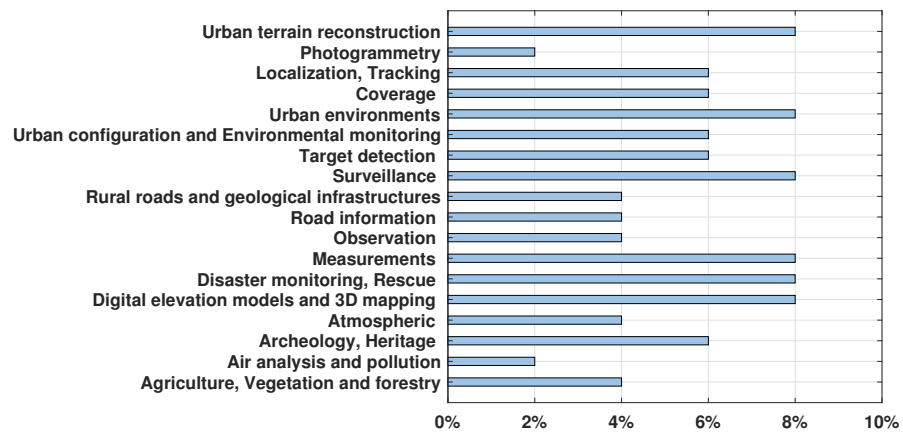 Urban terrain reconstruction
Photogrammetry
Localization, Tracking
Coverage
Urban environments
Urban configuration and Environmental monitoring
Target detection
Surveillance
Rural roads and geological infrastructures
Road information
Observation
Measurements
Disaster monitoring, Rescue
Digital elevation models and 3D mapping
Atmospheric
Archeology, Heritage
Air analysis and pollution
Agriculture, Vegetation and forestry
0% 2% 4% 6% 8% 10%